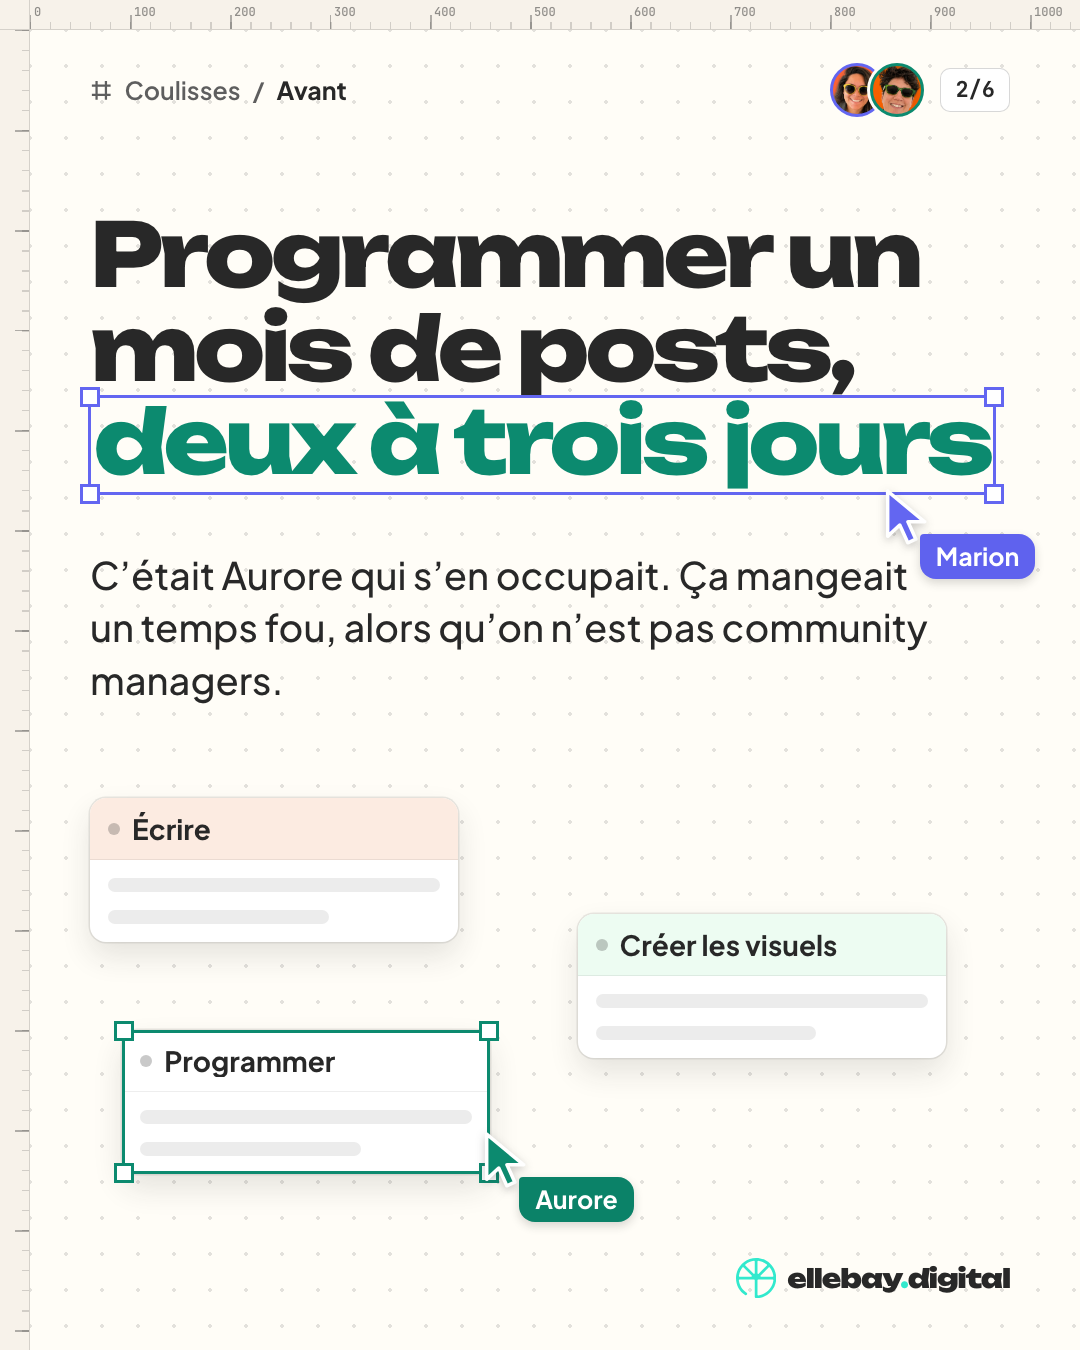 0 100 200 300 400 500 600 700 800 900 1000
Coulisses / Avant
2/6
Programmer un
mois de posts,
deux à trois jours
Marion
C’était Aurore qui s’en occupait. Ça mangeait
un temps fou, alors qu’on n’est pas community
managers.
Écrire
Créer les visuels
Programmer
Aurore
ellebay.digital